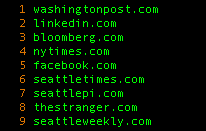 1 washingtonpost.com
2 linkedin.com
3 bloomberg.com
4 nytimes.com
5 facebook.com
6 seattletimes.com
7 seattlepi.com
8 thestranger.com
9 seattleweekly.com